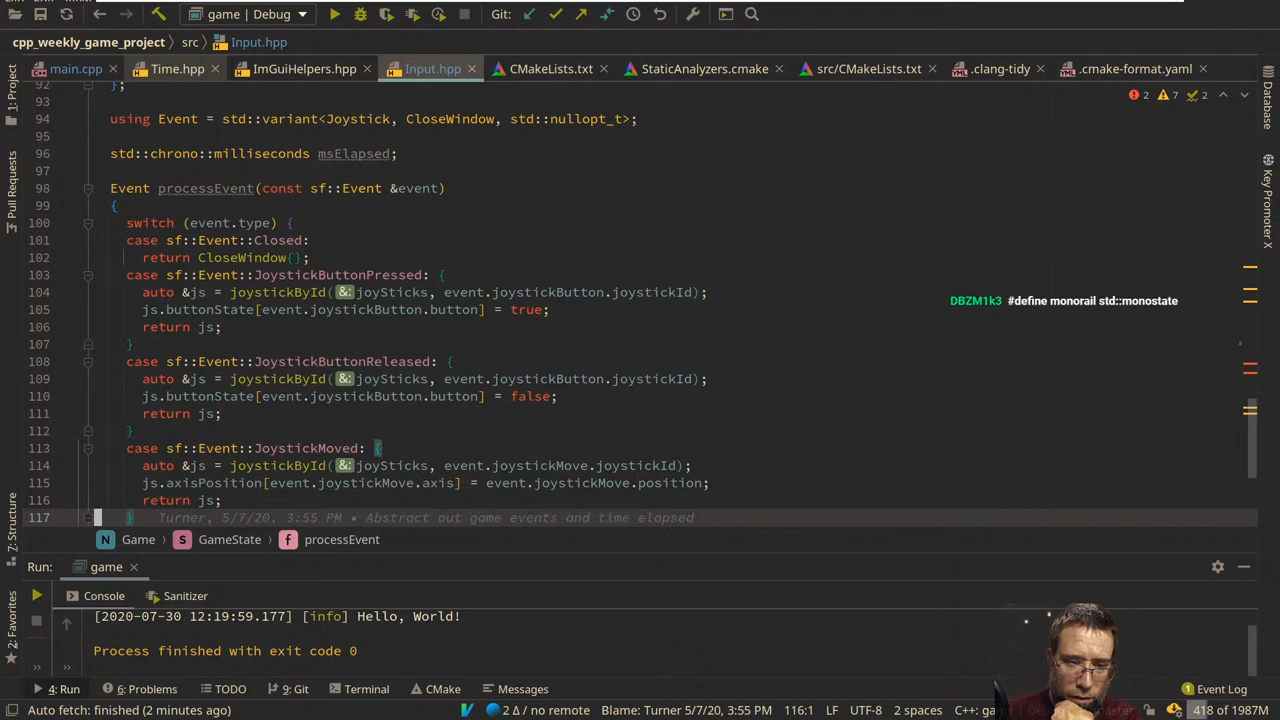 game | Debug
Git:
cpp_weekly_game_project
src
Input.hpp
main.cpp
Time.hpp
ImGuiHelpers.hpp
Input.hpp
CMakeLists.txt
StaticAnalyzers.cmake
src/CMakeLists.txt
.clang-tidy
.cmake-format.yaml
2 7 2
1: Project
Pull Requests
Z: Structure
2: Favorites
Database
Key Promoter X
92 };
93
94 using Event = std::variant<Joystick, CloseWindow, std::nullopt_t>;
95
96 std::chrono::milliseconds msElapsed;
97
98 Event processEvent(const sf::Event &event)
99 {
100 switch (event.type) {
101 case sf::Event::Closed:
102 return CloseWindow{};
103 case sf::Event::JoystickButtonPressed: {
104 auto &js = joystickById(&:joySticks, event.joystickButton.joystickId);
105 js.buttonState[event.joystickButton.button] = true;
106 return js;
107 }
108 case sf::Event::JoystickButtonReleased: {
109 auto &js = joystickById(&:joySticks, event.joystickButton.joystickId);
110 js.buttonState[event.joystickButton.button] = false;
111 return js;
112 }
113 case sf::Event::JoystickMoved: {
114 auto &js = joystickById(&:joySticks, event.joystickMove.joystickId);
115 js.axisPosition[event.joystickMove.axis] = event.joystickMove.position;
116 return js;
117 } Turner, 5/7/20, 3:55 PM • Abstract out game events and time elapsed
DBZM1k3 #define monorail std::monostate
N Game S GameState f processEvent
Run: game
Console
Sanitizer
[2020-07-30 12:19:59.177] [info] Hello, World!
Process finished with exit code 0
4: Run
6: Problems
TODO
9: Git
Terminal
CMake
Messages
1 Event Log
Auto fetch: finished (2 minutes ago)
2 Δ / no remote
Blame: Turner 5/7/20, 3:55 PM
116:1
LF
UTF-8
2 spaces
C++:
418 of 1987M